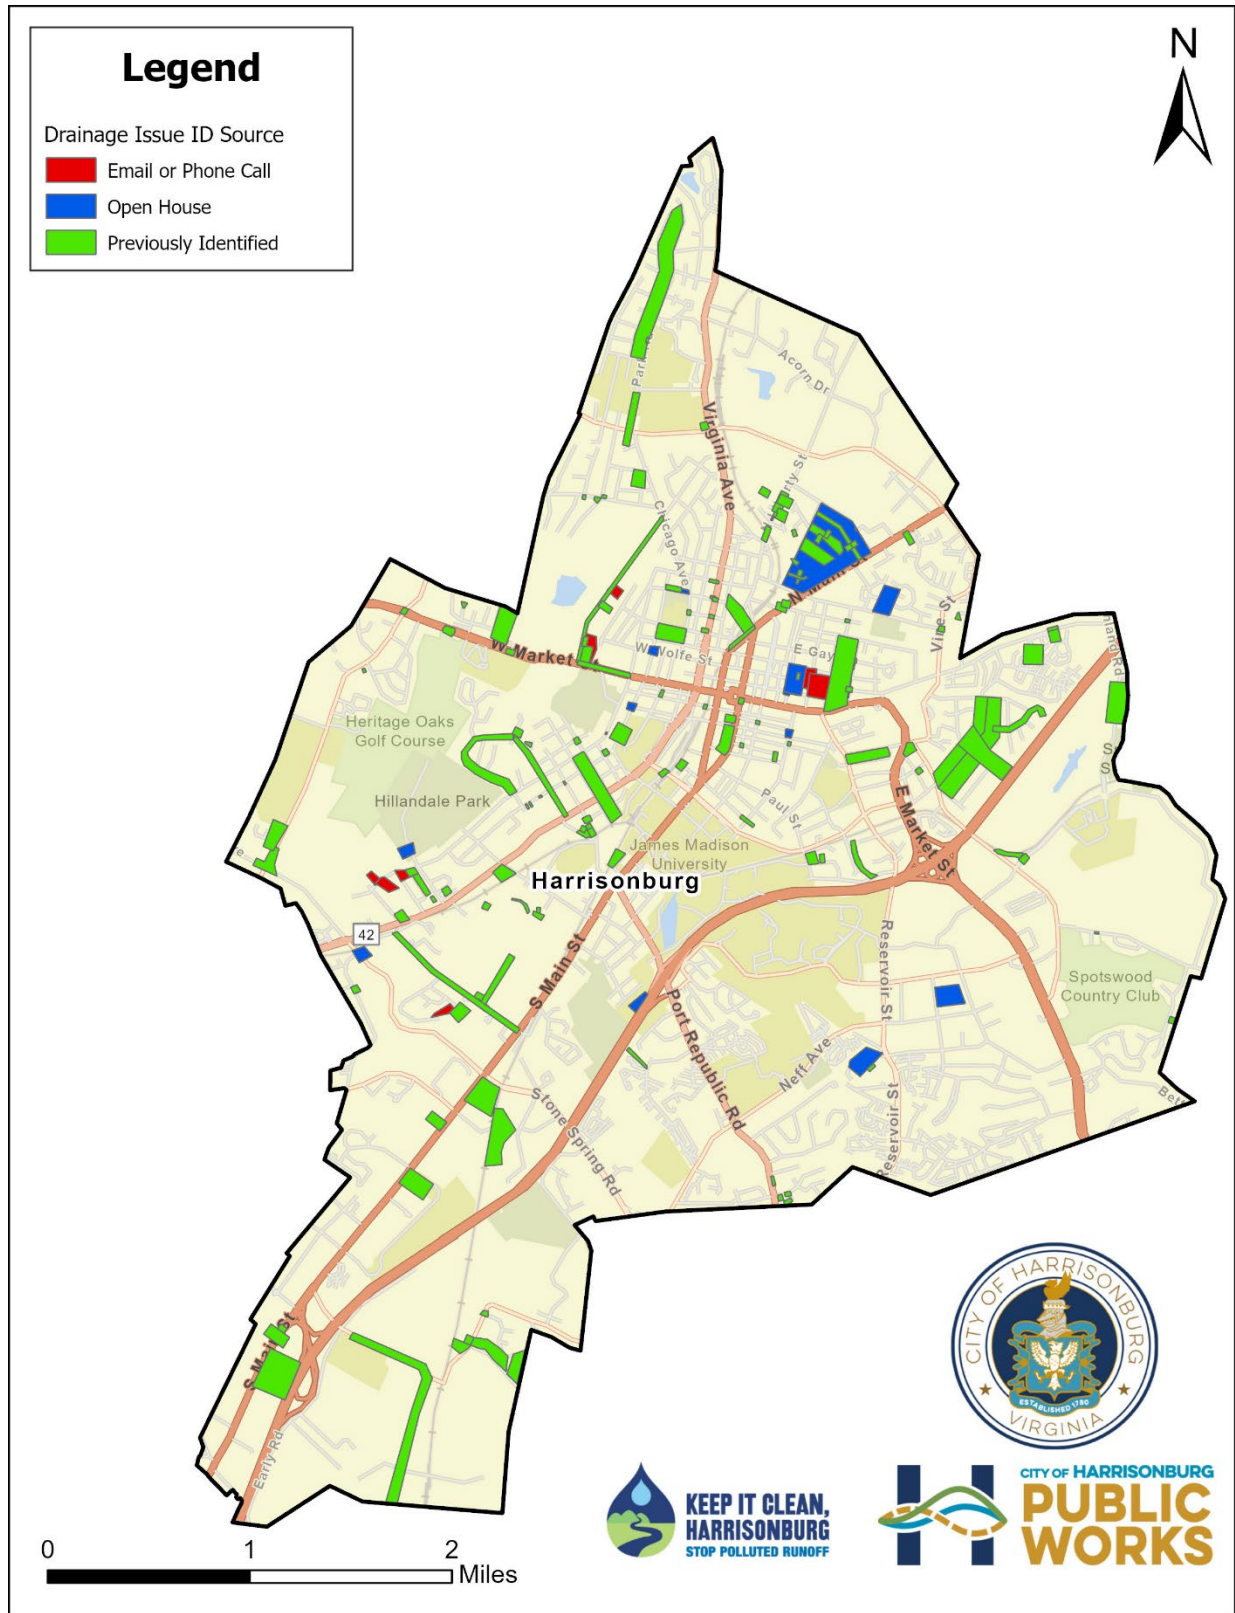 Legend
Drainage Issue ID Source
Email or Phone Call
Open House
Previously Identified
N
Acorn Dr
Virginia Ave
Chicago Ave
N Main St
Vine St
W Market St
W Wolfe St
E Gay
Heritage Oaks
Golf Course
Hillandale Park
Paul St
E Market St
James Madison
University
Harrisonburg
42
S Main St
Port Republic Rd
Reservoir St
Spotswood
Country Club
Neff Ave
Reservoir St
Stone Spring Rd
S Main St
Early Rd
CITY OF HARRISONBURG
ESTABLISHED 1780
VIRGINIA
KEEP IT CLEAN,
HARRISONBURG
STOP POLLUTED RUNOFF
CITY OF HARRISONBURG
PUBLIC
WORKS
0 1 2
Miles